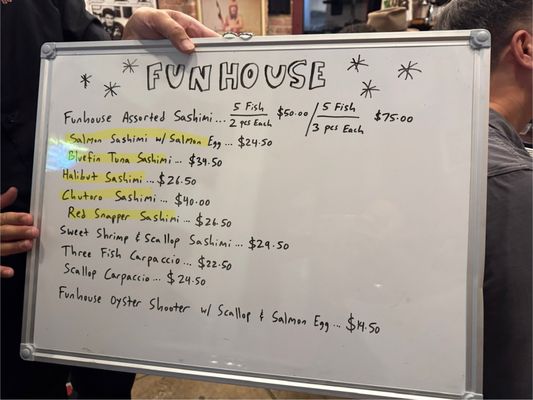 FUNHOUSE
Funhouse Assorted Sashimi... 5 Fish / 2 pcs Each $50.00 / 5 Fish / 3 pcs Each $75.00
Salmon Sashimi w/ Salmon Egg... $24.50
Bluefin Tuna Sashimi... $34.50
Halibut Sashimi... $26.50
Chutoro Sashimi... $40.00
Red Snapper Sashimi... $26.50
Sweet Shrimp & Scallop Sashimi... $29.50
Three Fish Carpaccio... $22.50
Scallop Carpaccio... $24.50
Funhouse Oyster Shooter w/ Scallop & Salmon Egg... $14.50